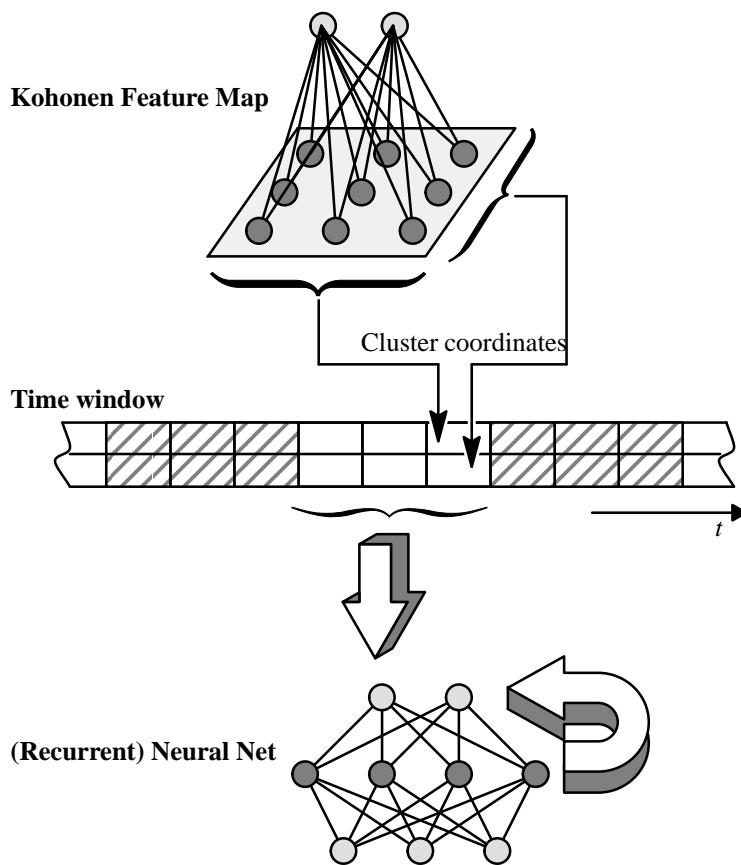 Kohonen Feature Map
Cluster coordinates
Time window
t
(Recurrent) Neural Net